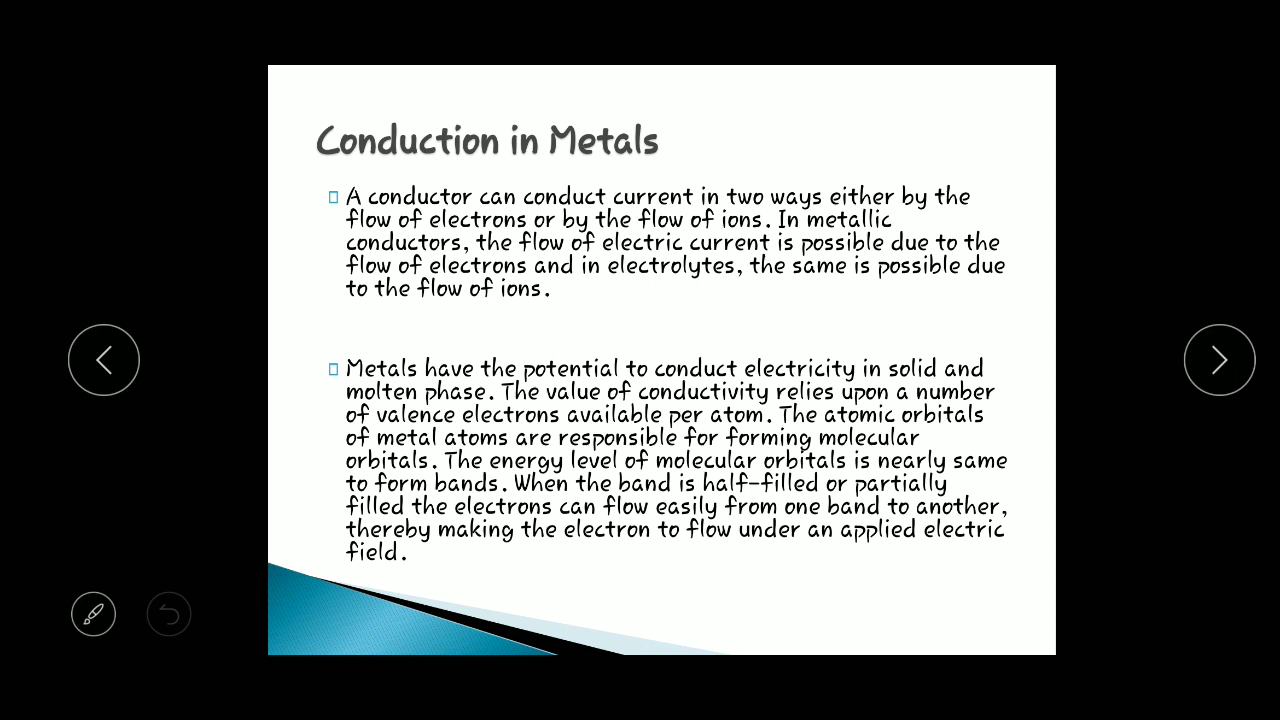 Conduction in Metals
A conductor can conduct current in two ways either by the
flow of electrons or by the flow of ions. In metallic
conductors, the flow of electric current is possible due to the
flow of electrons and in electrolytes, the same is possible due
to the flow of ions.
Metals have the potential to conduct electricity in solid and
molten phase. The value of conductivity relies upon a number
of valence electrons available per atom. The atomic orbitals
of metal atoms are responsible for forming molecular
orbitals. The energy level of molecular orbitals is nearly same
to form bands. When the band is half-filled or partially
filled the electrons can flow easily from one band to another,
thereby making the electron to flow under an applied electric
field.